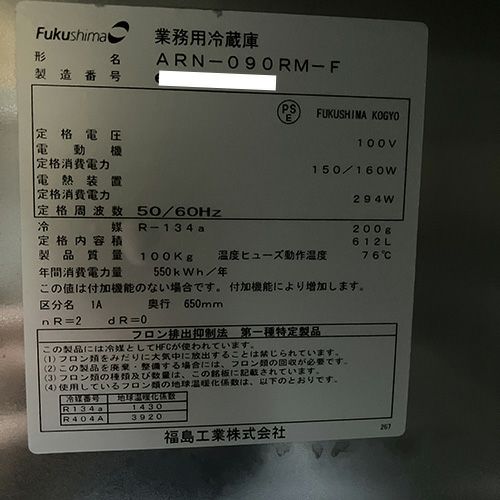 Fukushima 業務用冷蔵庫
形名 ARN-090RM-F
製造番号
PSE FUKUSHIMA KOGYO
定格電圧 100V
電動機
定格消費電力 150/160W
電熱装置
定格消費電力 294W
定格周波数 50/60Hz
冷媒 R-134a 200g
定格内容積 612L
製品質量 100Kg 温度ヒューズ動作温度 76℃
年間消費電力量 550kWh/年
この値は付加機能のない場合です。付加機能により増加します。
区分名 1A 奥行 650mm
nR=2 dR=0
フロン排出抑制法 第一種特定製品
この製品には冷媒としてHFCが使われています。
(1)フロン類をみだりに大気中に放出することは禁じられています。
(2)この製品を廃棄・整備する場合には、フロン類の回収が必要です。
(3)フロン類の種類及び数量は、この銘板に記載されています。
(4)使用しているフロン類の地球温暖化係数は、以下のとおりです。
冷媒番号 地球温暖化係数
R134a 1430
R404A 3920
福島工業株式会社
267